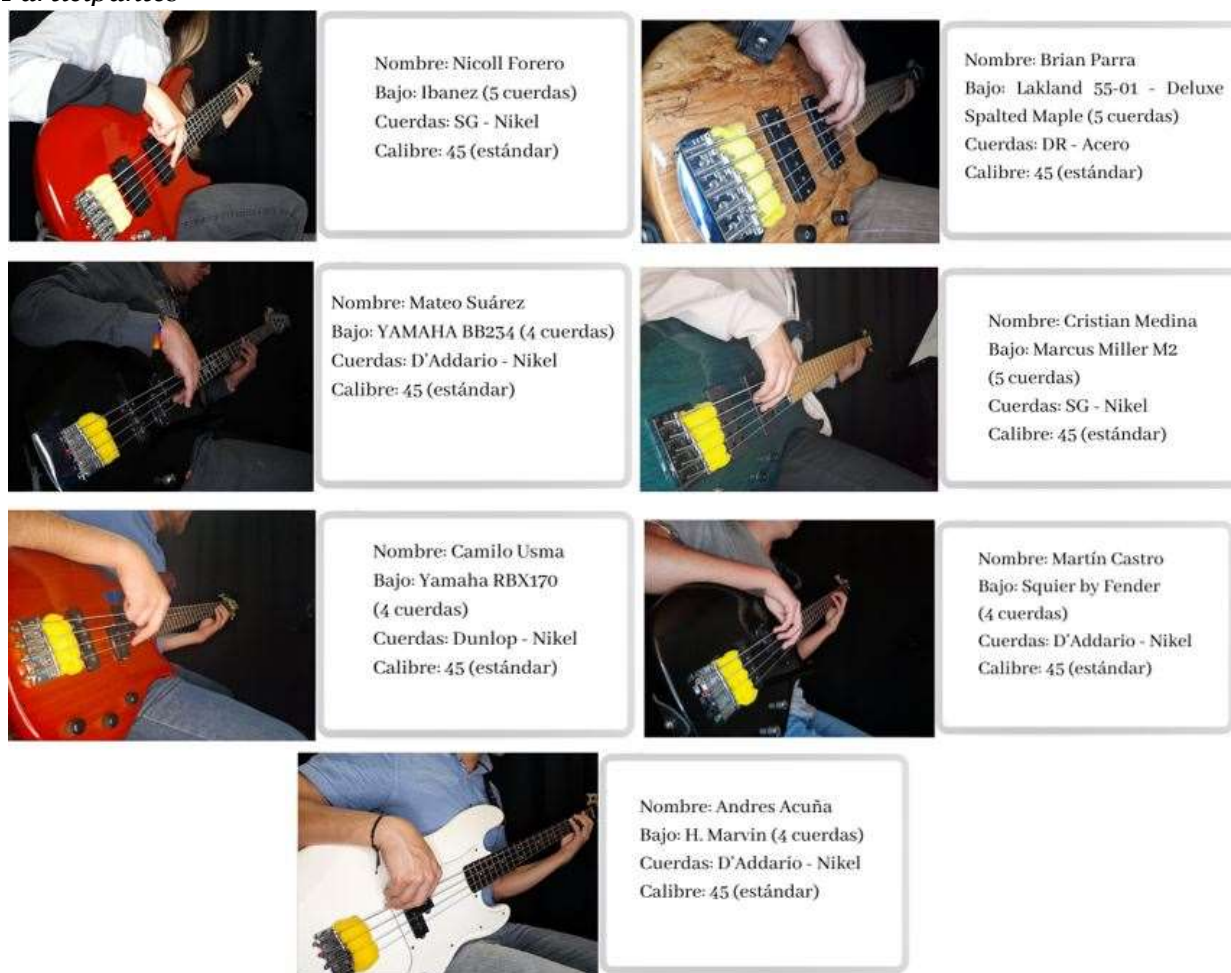 Participantes
Nombre: Nicoll Forero
Bajo: Ibanez (5 cuerdas)
Cuerdas: SG - Nikel
Calibre: 45 (estándar)
Nombre: Brian Parra
Bajo: Lakland 55-01 - Deluxe
Spalted Maple (5 cuerdas)
Cuerdas: DR - Acero
Calibre: 45 (estándar)
Nombre: Mateo Suárez
Bajo: YAMAHA BB234 (4 cuerdas)
Cuerdas: D'Addario - Nikel
Calibre: 45 (estándar)
Nombre: Cristian Medina
Bajo: Marcus Miller M2
(5 cuerdas)
Cuerdas: SG - Nikel
Calibre: 45 (estándar)
Nombre: Camilo Usma
Bajo: Yamaha RBX170
(4 cuerdas)
Cuerdas: Dunlop - Nikel
Calibre: 45 (estándar)
Nombre: Martín Castro
Bajo: Squier by Fender
(4 cuerdas)
Cuerdas: D'Addario - Nikel
Calibre: 45 (estándar)
Nombre: Andres Acuña
Bajo: H. Marvin (4 cuerdas)
Cuerdas: D'Addario - Nikel
Calibre: 45 (estándar)